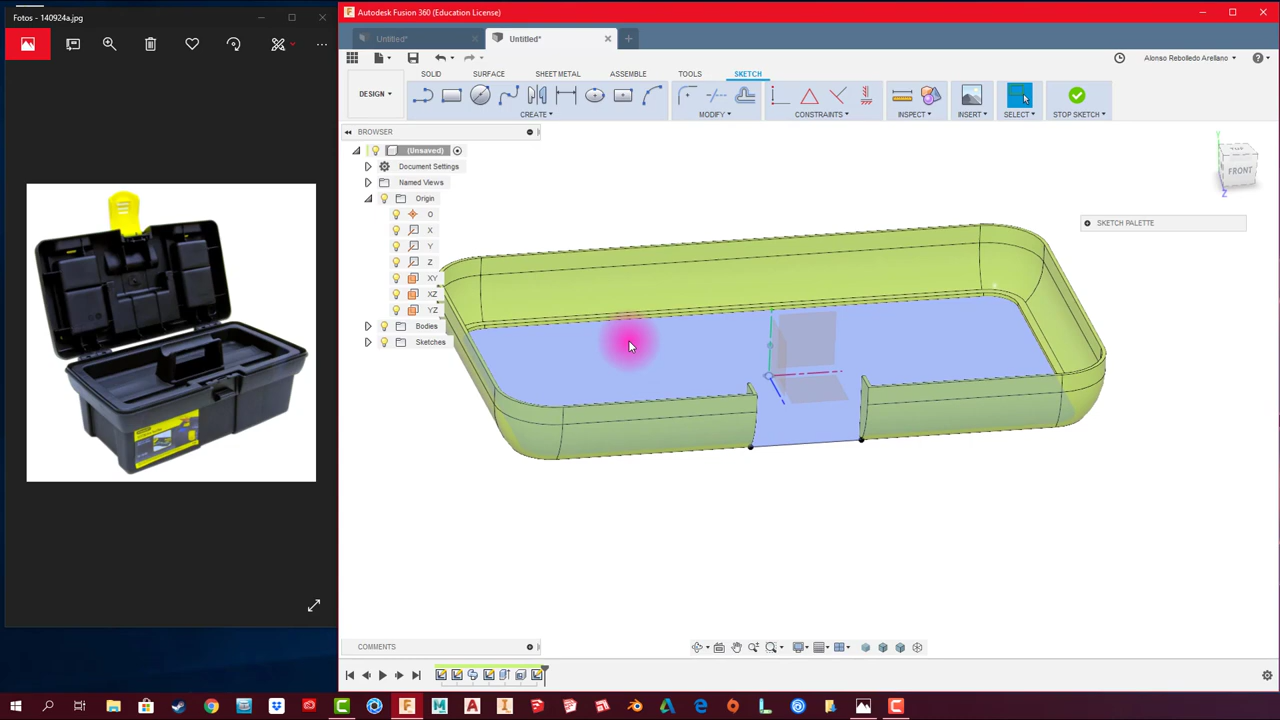 Fotos - 140924a.jpg
Autodesk Fusion 360 (Education License)
Untitled*
Untitled*
Alonso Rebolledo Arellano
SOLID
SURFACE
SHEET METAL
ASSEMBLE
TOOLS
SKETCH
DESIGN
CREATE
MODIFY
CONSTRAINTS
INSPECT
INSERT
SELECT
STOP SKETCH
BROWSER
(Unsaved)
Document Settings
Named Views
Origin
O
X
Y
Z
XY
XZ
YZ
Bodies
Sketches
FRONT
Y
Z
SKETCH PALETTE
COMMENTS